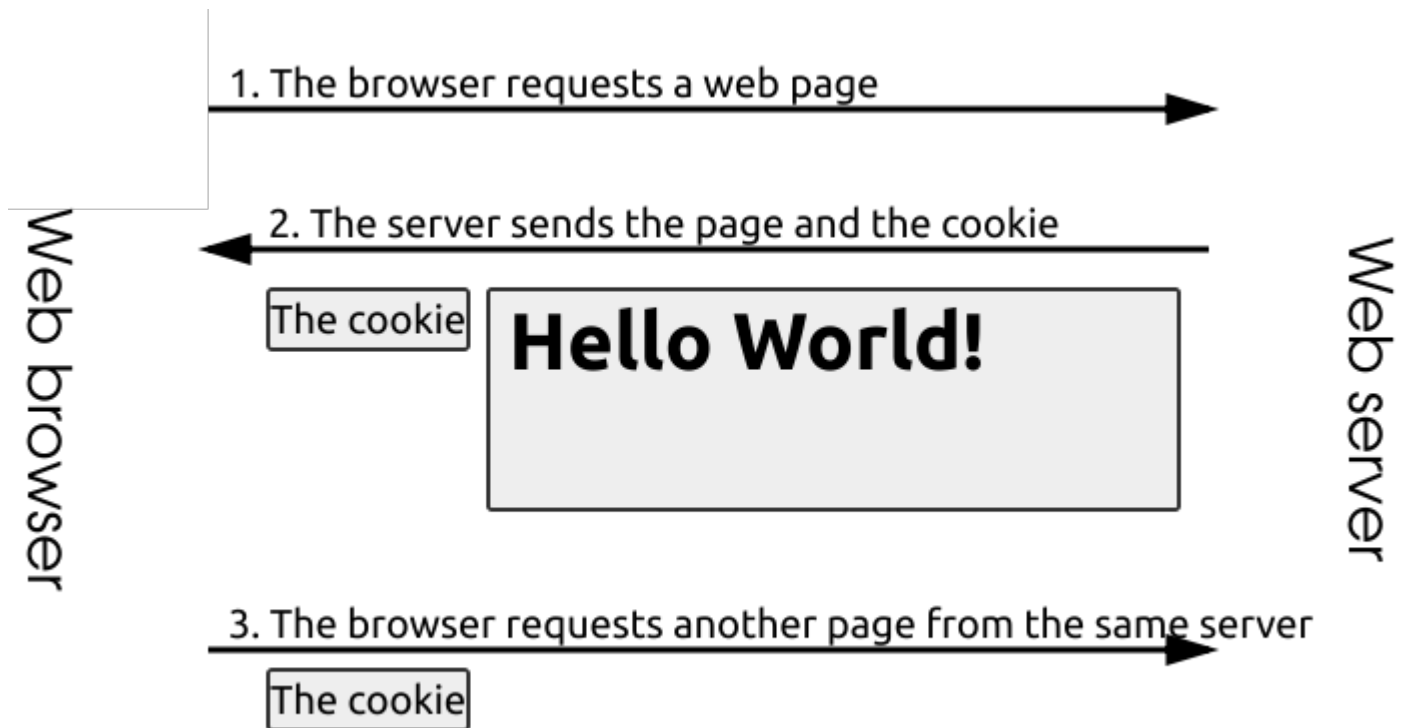 1. The browser requests a web page
2. The server sends the page and the cookie
The cookie
Hello World!
Web browser
Web server
3. The browser requests another page from the same server
The cookie